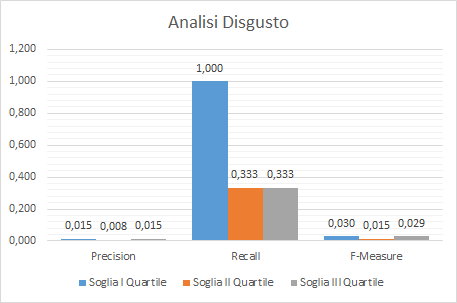 Analisi Disgusto
1,200
1,000
0,800
0,600
0,400
0,200
0,000
0,015 0,008 0,015
1,000
0,333 0,333
0,030 0,015 0,029
Precision Recall F-Measure
Soglia I Quartile Soglia II Quartile Soglia III Quartile